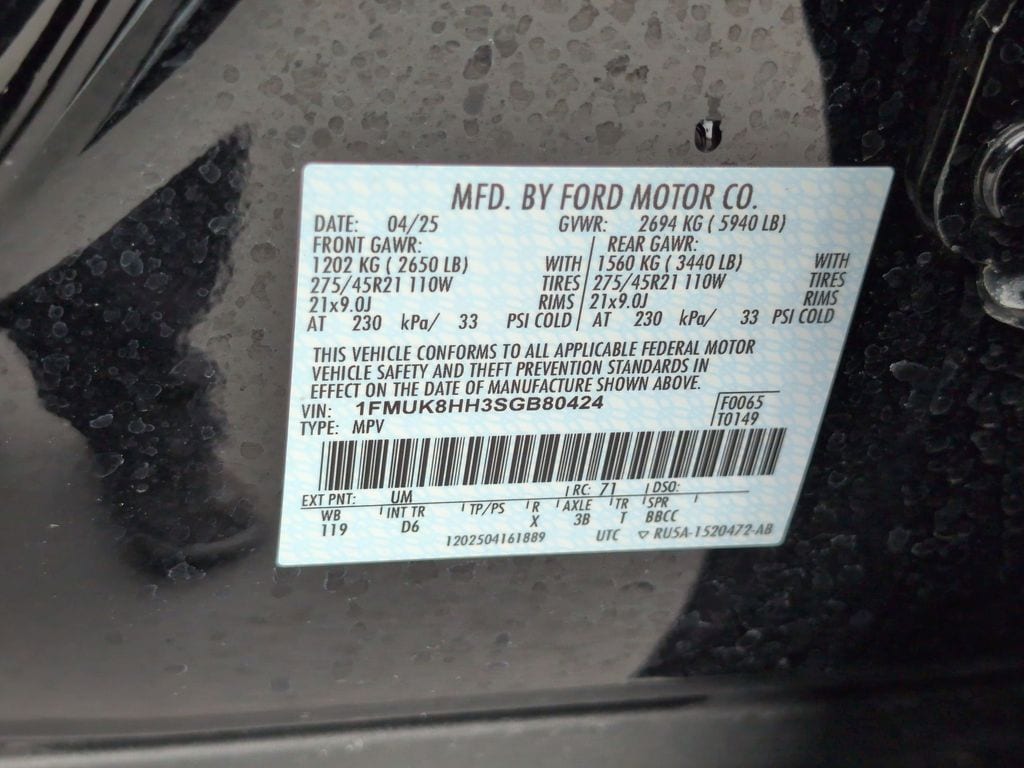 MFD. BY FORD MOTOR CO.
DATE: 04/25 GVWR: 2694 KG ( 5940 LB)
FRONT GAWR: REAR GAWR:
1202 KG ( 2650 LB) WITH 1560 KG ( 3440 LB) WITH
275/45R21 110W TIRES 275/45R21 110W TIRES
21x9.0J RIMS 21x9.0J RIMS
AT 230 kPa/ 33 PSI COLD AT 230 kPa/ 33 PSI COLD
THIS VEHICLE CONFORMS TO ALL APPLICABLE FEDERAL MOTOR
VEHICLE SAFETY AND THEFT PREVENTION STANDARDS IN
EFFECT ON THE DATE OF MANUFACTURE SHOWN ABOVE.
VIN: 1FMUK8HH3SGB80424 F0065
TYPE: MPV T0149
EXT PNT: UM RC: 71 DSO:
WB INT TR TP/PS R AXLE TR SPR
119 D6 X 3B T BBCC
1202504161889 UTC ▽ RU5A-1520472-AB